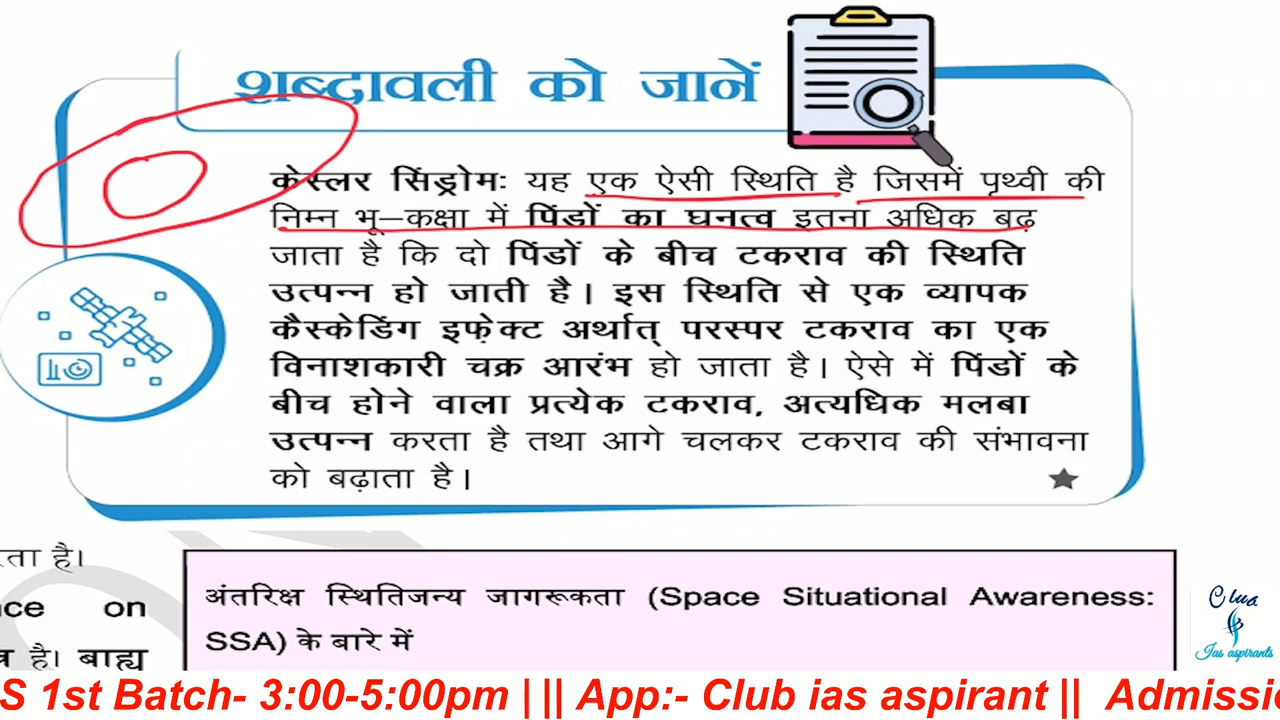 शब्दावली को जानें
केस्लर सिंड्रोमः यह एक ऐसी स्थिति है जिसमें पृथ्वी की
निम्न भू–कक्षा में पिंडों का घनत्व इतना अधिक बढ़
जाता है कि दो पिंडों के बीच टकराव की स्थिति
उत्पन्न हो जाती है। इस स्थिति से एक व्यापक
कैस्केडिंग इफ़ेक्ट अर्थात् परस्पर टकराव का एक
विनाशकारी चक्र आरंभ हो जाता है। ऐसे में पिंडों के
बीच होने वाला प्रत्येक टकराव, अत्यधिक मलबा
उत्पन्न करता है तथा आगे चलकर टकराव की संभावना
को बढ़ाता है।
है।
on
है। बाह्य
अंतरिक्ष स्थितिजन्य जागरूकता (Space Situational Awareness:
SSA) के बारे में
Club
Ias aspirants
S 1st Batch- 3:00-5:00pm | || App:- Club ias aspirant || Admissi